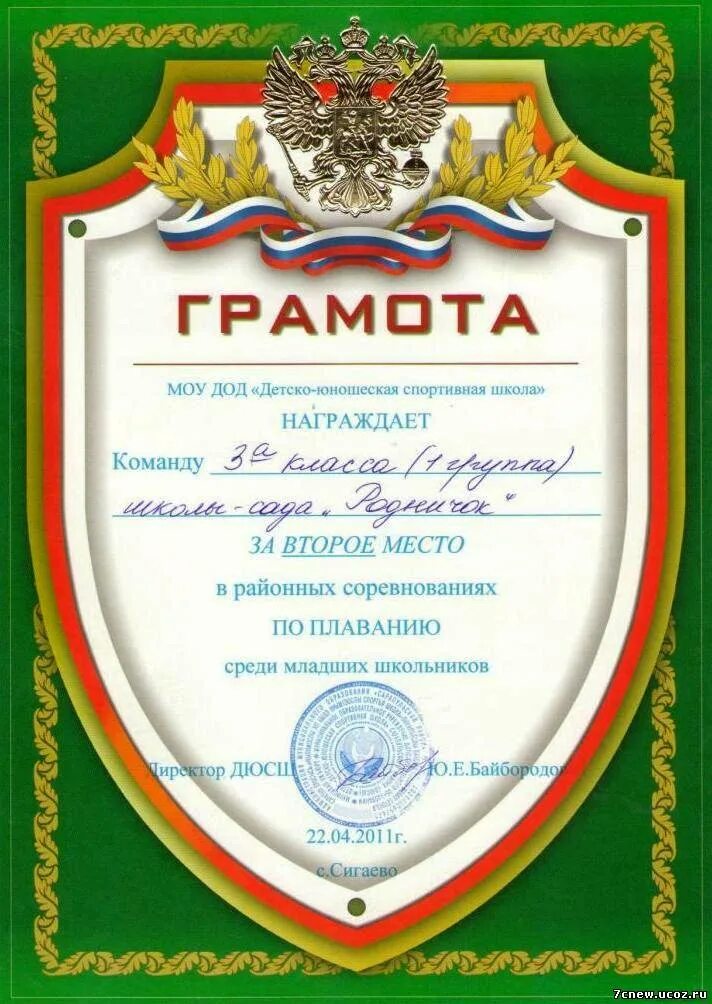 ГРАМОТА
МОУ ДОД «Детско-юношеская спортивная школа»
НАГРАЖДАЕТ
Команду 3а класса (1 группа)
школы-сада „Родничок"
ЗА ВТОРОЕ МЕСТО
в районных соревнованиях
ПО ПЛАВАНИЮ
среди младших школьников
Директор ДЮСШ Ю.Е.Байбородов
22.04.2011г.
с.Сигаево
7cnew.ucoz.ru